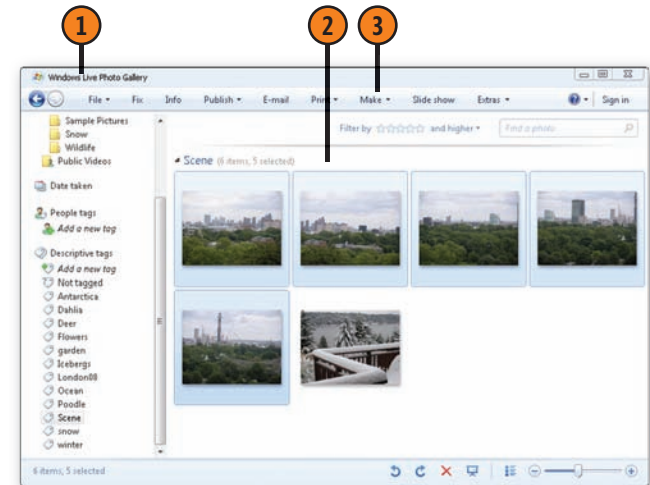 1 2 3
Windows Live Photo Gallery
File Fix Info Publish E-mail Print Make Slide show Extras Sign in
Sample Pictures
Snow
Wildlife
Public Videos
Date taken
People tags
Add a new tag
Descriptive tags
Add a new tag
Not tagged
Antarctica
Dahlia
Deer
Flowers
garden
Icebergs
London08
Ocean
Poodle
Scene
snow
winter
Filter by and higher Find a photo
Scene (6 items, 5 selected)
6 items, 5 selected